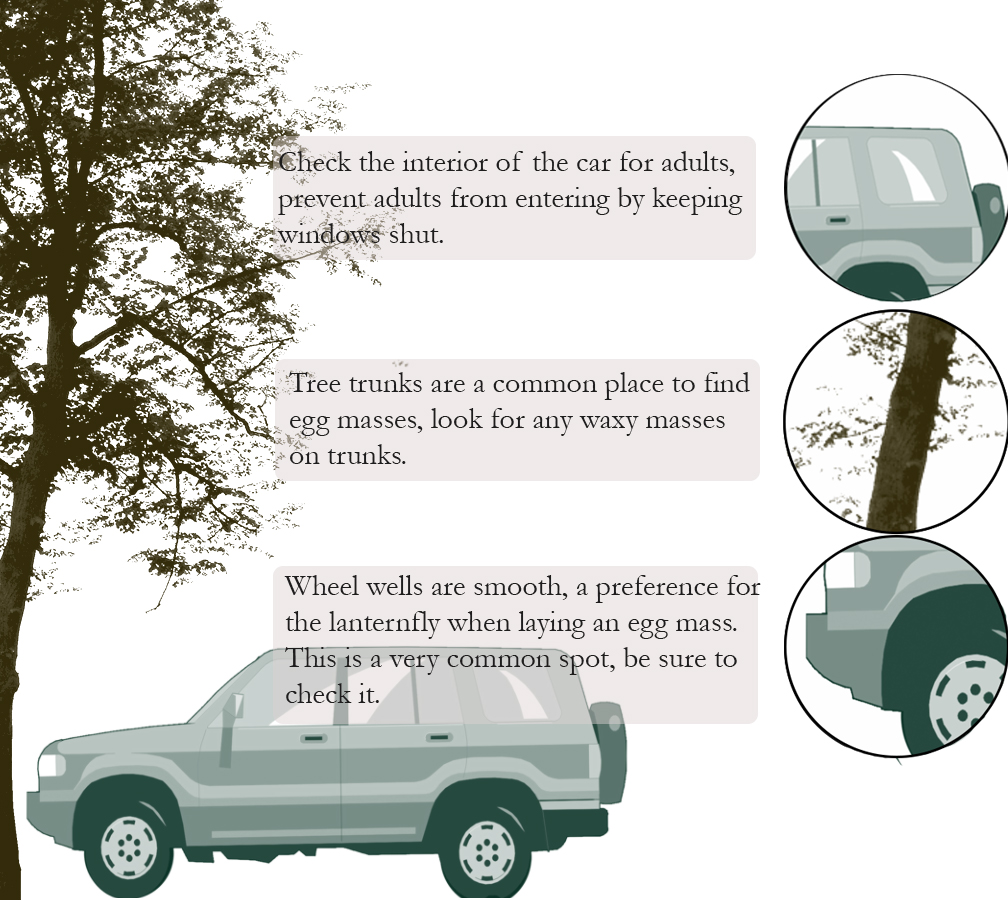 Check the interior of the car for adults,
prevent adults from entering by keeping
windows shut.
Tree trunks are a common place to find
egg masses, look for any waxy masses
on trunks.
Wheel wells are smooth, a preference for
the lanternfly when laying an egg mass.
This is a very common spot, be sure to
check it.